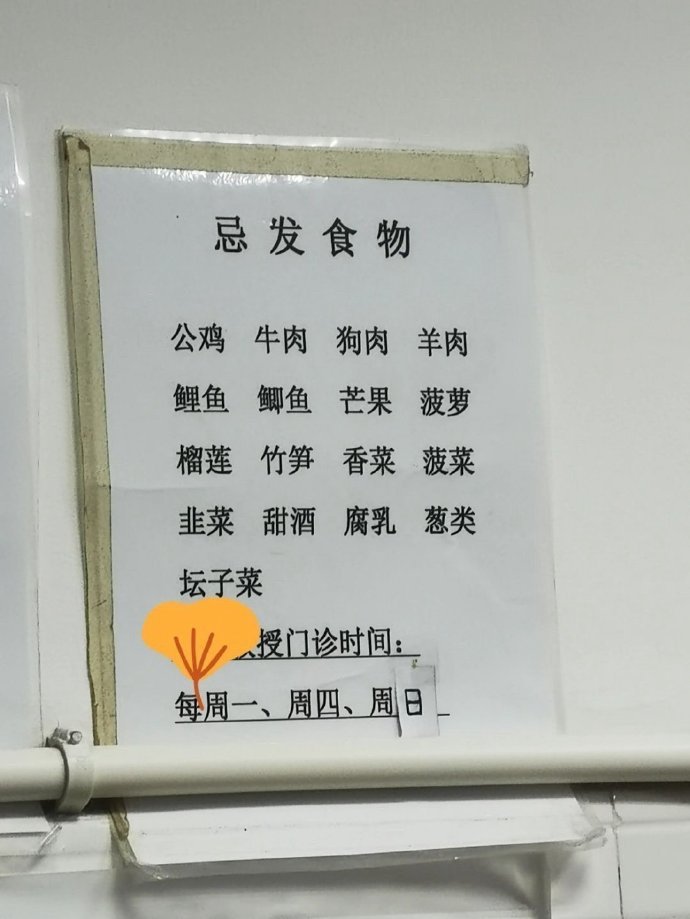 忌发食物
公鸡 牛肉 狗肉 羊肉
鲤鱼 鲫鱼 芒果 菠萝
榴莲 竹笋 香菜 菠菜
韭菜 甜酒 腐乳 葱类
坛子菜
授门诊时间：
每周一、周四、周日